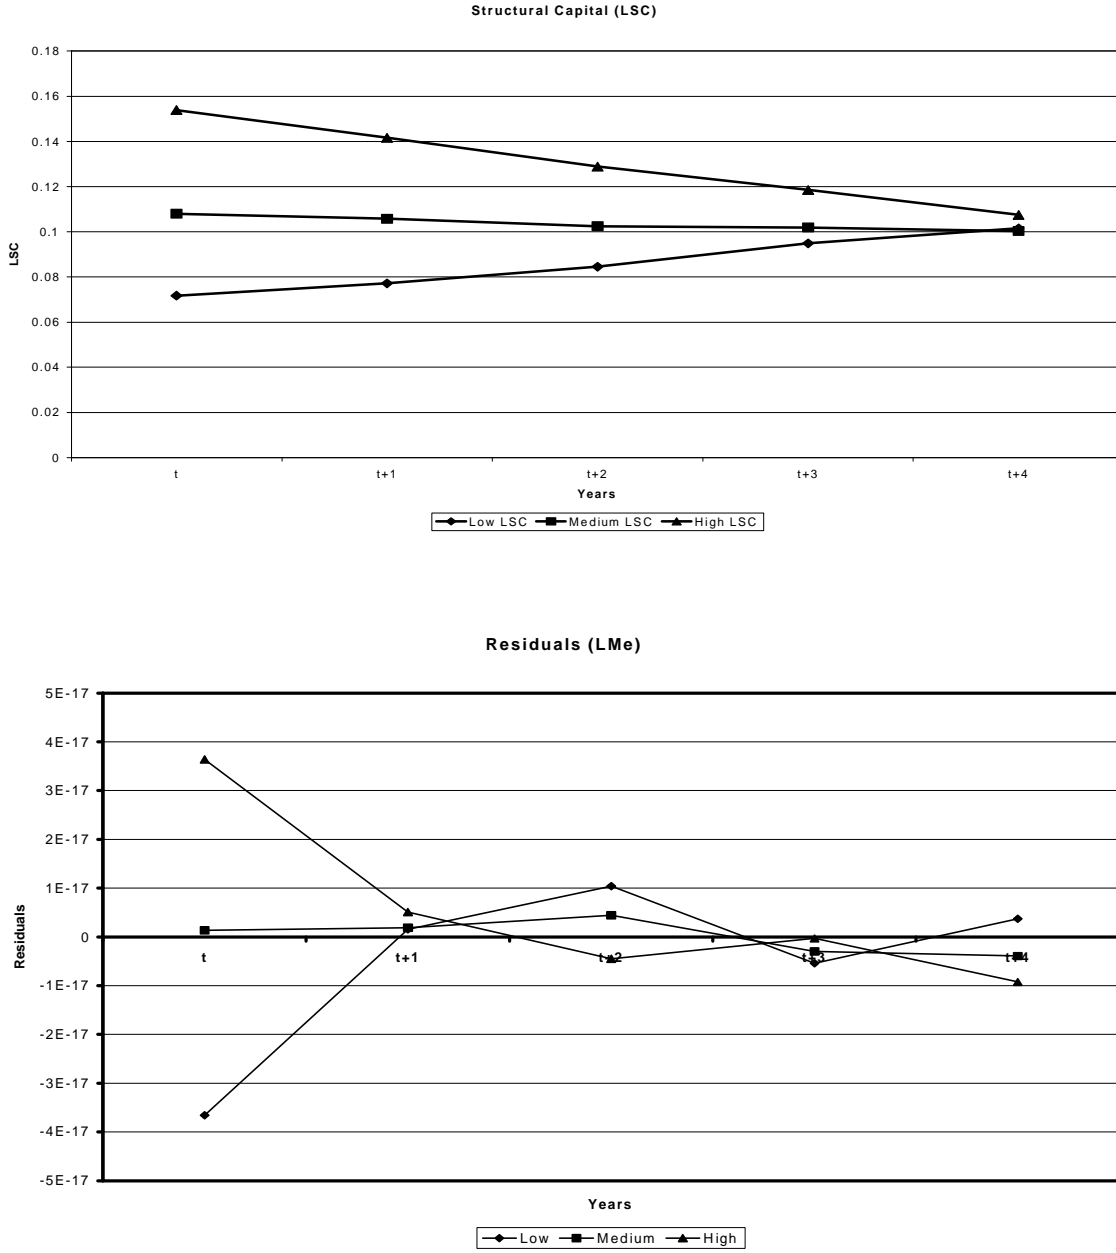 Structural Capital (LSC)
0.18
0.16
0.14
0.12
0.1
0.08
0.06
0.04
0.02
0
LSC
t t+1 t+2 t+3 t+4
Years
Low LSC Medium LSC High LSC
Residuals (LMe)
5E-17
4E-17
3E-17
2E-17
1E-17
0
-1E-17
-2E-17
-3E-17
-4E-17
-5E-17
Residuals
t t+1 t+2 t+3 t+4
Years
Low Medium High